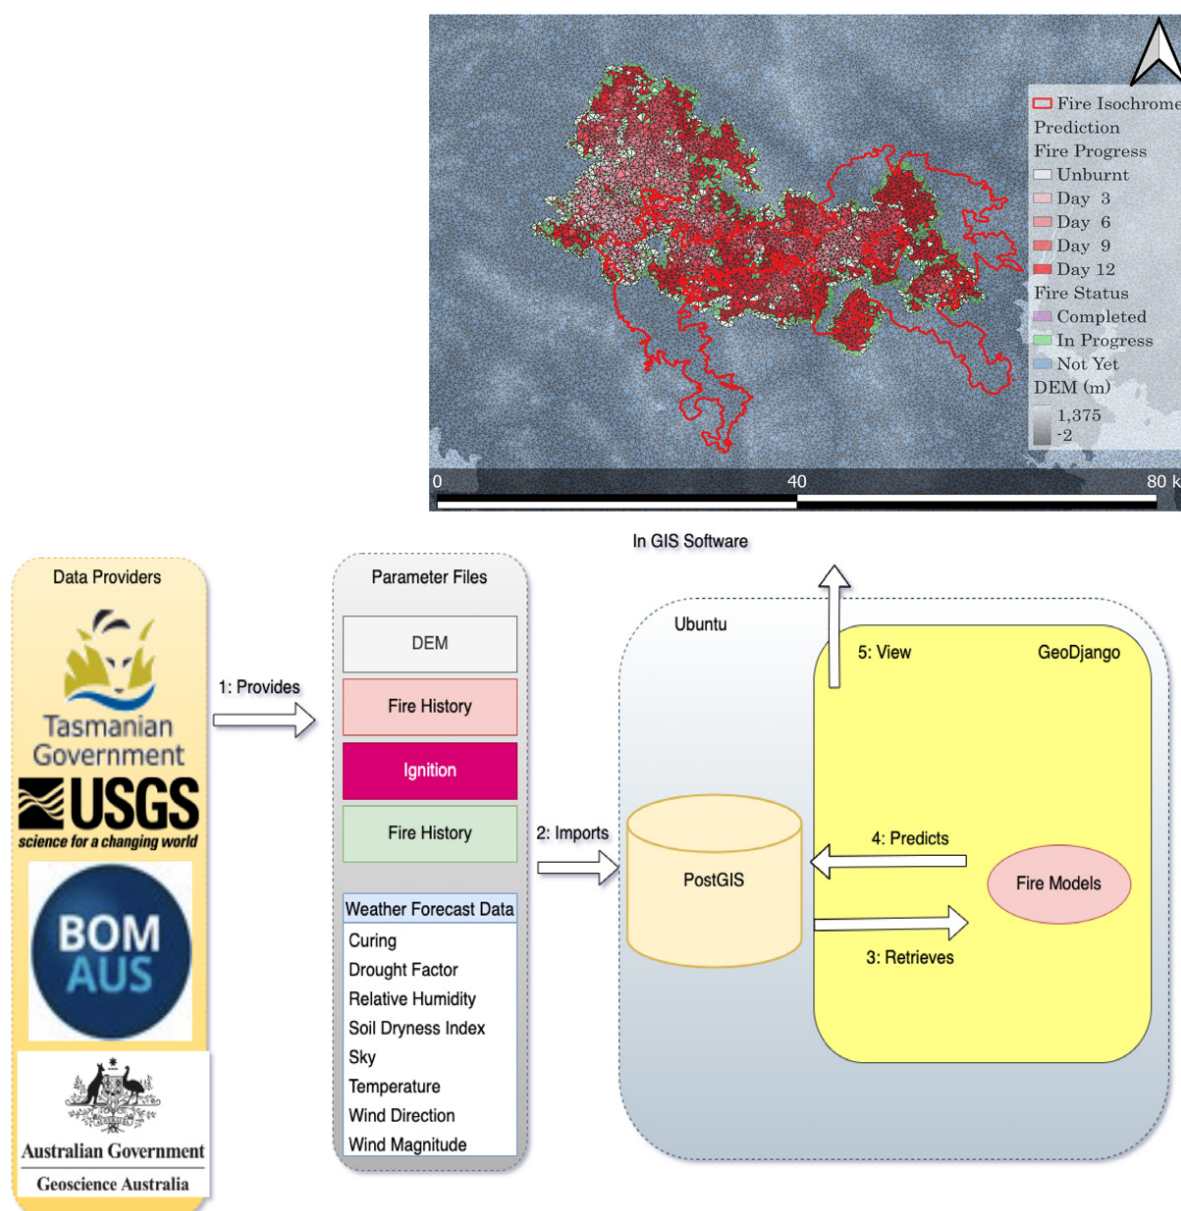 Fire Isochrome
Prediction
Fire Progress
Unburnt
Day 3
Day 6
Day 9
Day 12
Fire Status
Completed
In Progress
Not Yet
DEM (m)
1,375
-2
0
40
80 k
In GIS Software
Data Providers
Tasmanian
Government
USGS
science for a changing world
BOM
AUS
Australian Government
Geoscience Australia
1: Provides
Parameter Files
DEM
Fire History
Ignition
Fire History
Weather Forecast Data
Curing
Drought Factor
Relative Humidity
Soil Dryness Index
Sky
Temperature
Wind Direction
Wind Magnitude
2: Imports
Ubuntu
PostGIS
5: View
GeoDjango
4: Predicts
Fire Models
3: Retrieves